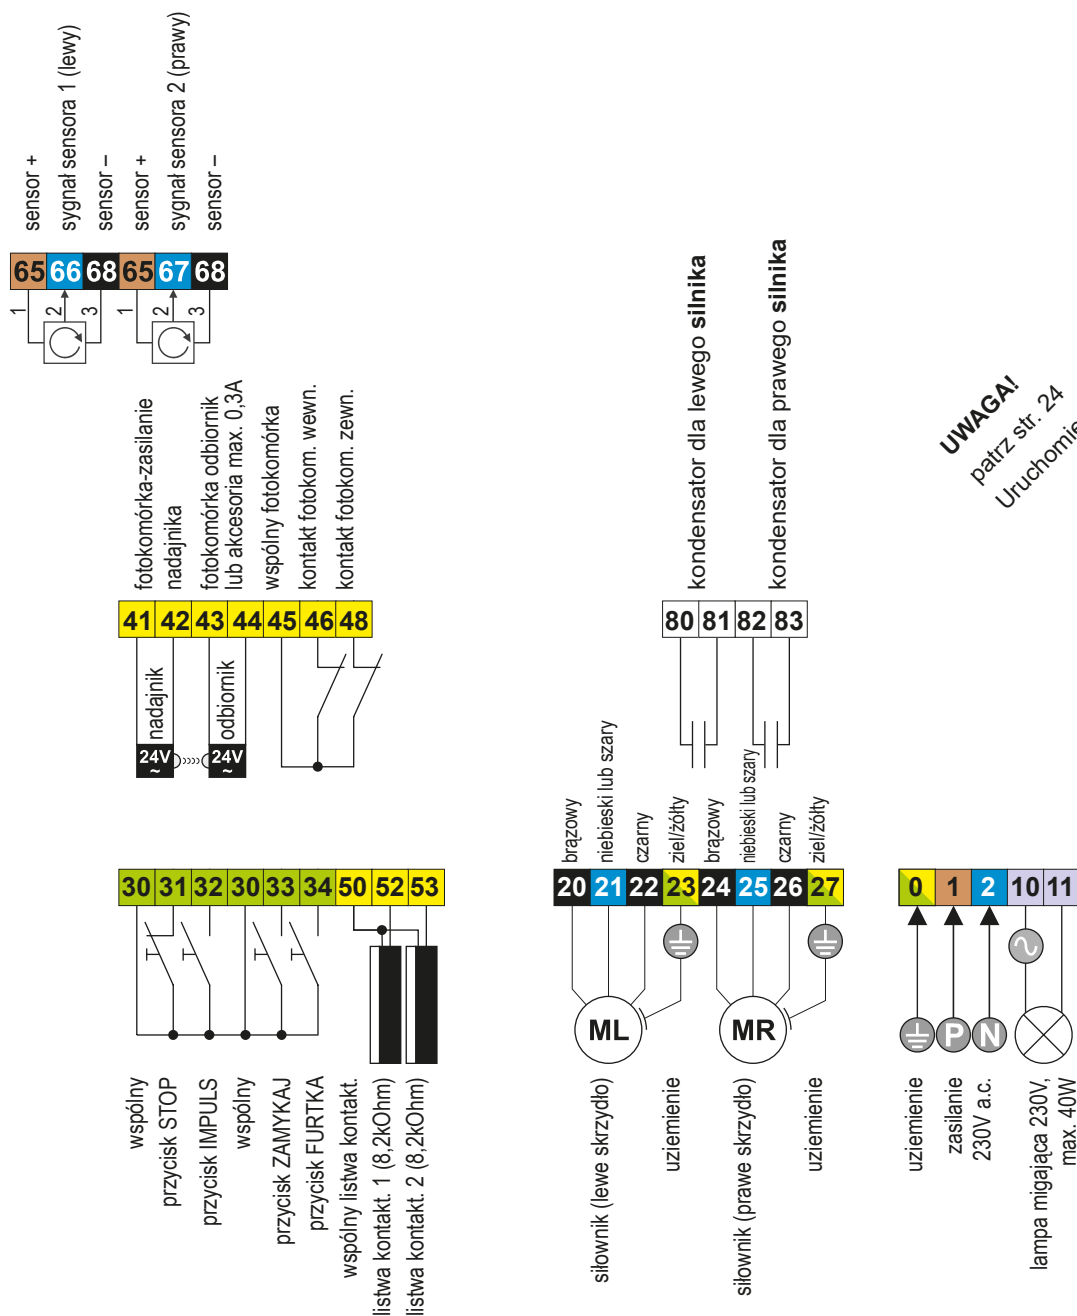 sensor +
sygnał sensora 1 (lewy)
sensor –
sensor +
sygnał sensora 2 (prawy)
sensor –
65 66 68 65 67 68
1 2 3 1 2 3
fotokomórka-zasilanie
nadajnika
fotokomórka odbiornik
lub akcesoria max. 0,3A
wspólny fotokomórka
kontakt fotokom. wewn.
kontakt fotokom. zewn.
41 42 43 44 45 46 48
nadajnik
odbiornik
24V
~
24V
~
kondensator dla lewego silnika
kondensator dla prawego silnika
80 81 82 83
UWAGA!
patrz str. 24
Uruchomie
30 31 32 30 33 34 50 52 53
wspólny
przycisk STOP
przycisk IMPULS
wspólny
przycisk ZAMYKAJ
przycisk FURTKA
wspólny listwa kontakt.
listwa kontakt. 1 (8,2kOhm)
listwa kontakt. 2 (8,2kOhm)
brązowy
niebieski lub szary
czarny
ziel/żółty
brązowy
niebieski lub szary
czarny
ziel/żółty
20 21 22 23 24 25 26 27
ML
MR
siłownik (lewe skrzydło)
uziemienie
siłownik (prawe skrzydło)
uziemienie
0 1 2 10 11
P
N
uziemienie
zasilanie
230V a.c.
lampa migająca 230V,
max. 40W